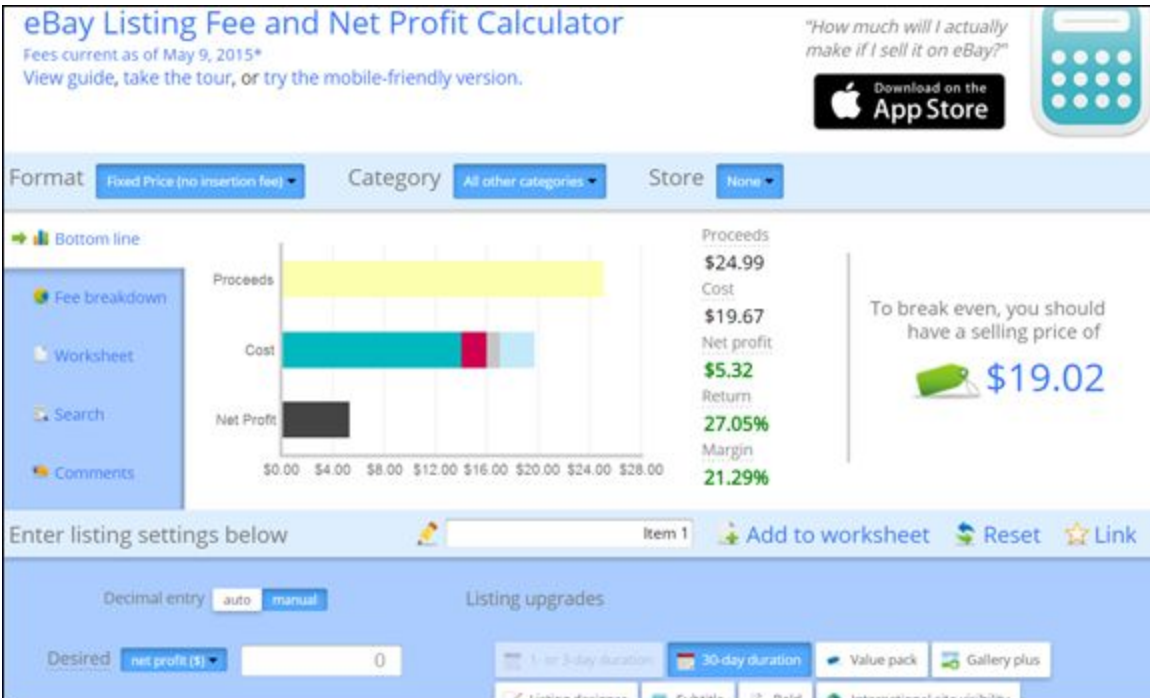 eBay Listing Fee and Net Profit Calculator
Fees current as of May 9, 2015*
View guide, take the tour, or try the mobile-friendly version.
"How much will I actually
make if I sell it on eBay?"
Download on the
App Store
Format Fixed Price (no insertion fee) Category All other categories Store None
Bottom line
Fee breakdown
Worksheet
Search
Comments
Proceeds
Cost
Net Profit
$0.00 $4.00 $8.00 $12.00 $16.00 $20.00 $24.00 $28.00
Proceeds
$24.99
Cost
$19.67
Net profit
$5.32
Return
27.05%
Margin
21.29%
To break even, you should
have a selling price of
$19.02
Enter listing settings below Item 1 Add to worksheet Reset Link
Decimal entry auto manual
Desired net profit ($) 0
Listing upgrades
1- or 3-day duration 30-day duration Value pack Gallery plus
Listing designer Subtitle Bold International site visibility